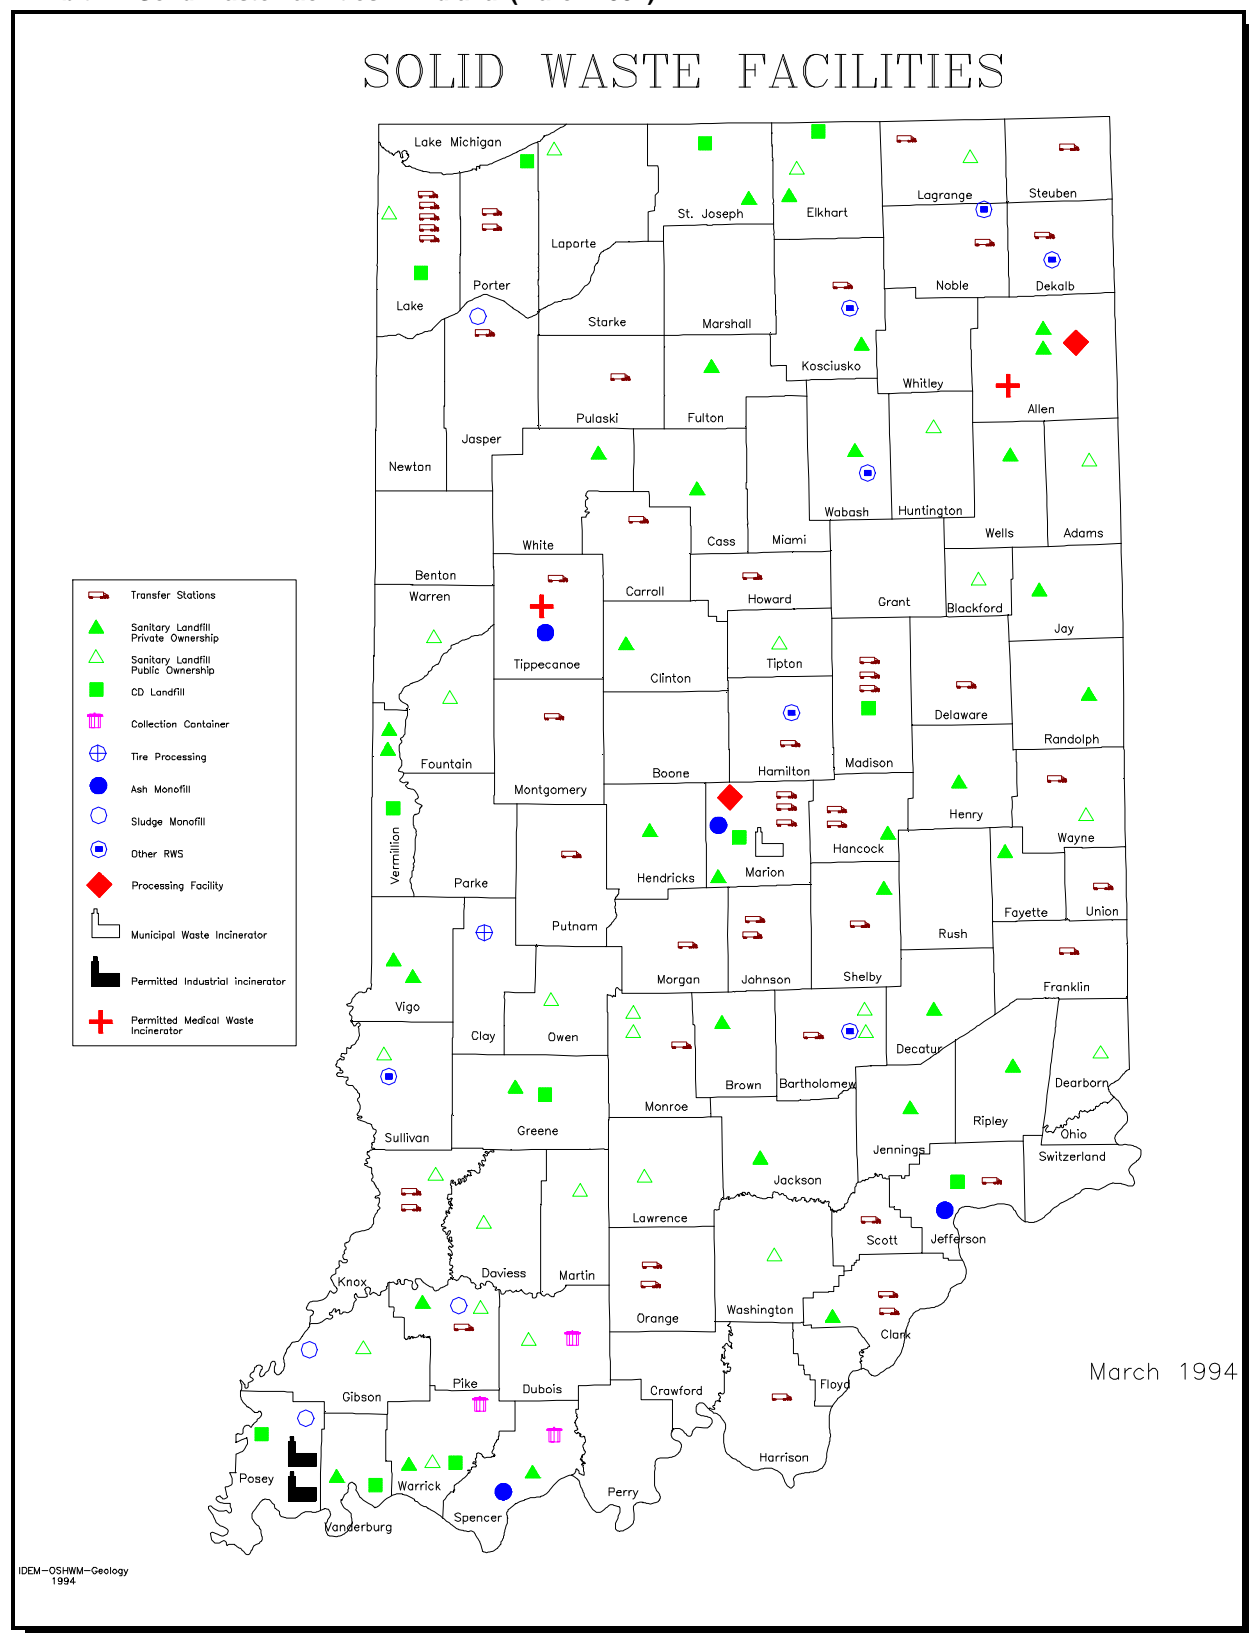 SOLID WASTE FACILITIES
Lake Michigan
Lagrange
Steuben
St. Joseph
Elkhart
Laporte
Porter
Lake
Noble
Dekalb
Starke
Marshall
Kosciusko
Whitley
Allen
Pulaski
Fulton
Jasper
Newton
Wabash
Huntington
Wells
Adams
White
Cass
Miami
Benton
Warren
Carroll
Howard
Grant
Blackford
Jay
Tippecanoe
Clinton
Tipton
Delaware
Randolph
Fountain
Montgomery
Boone
Hamilton
Madison
Henry
Wayne
Vermillion
Parke
Hendricks
Marion
Hancock
Fayette
Union
Putnam
Rush
Morgan
Johnson
Shelby
Franklin
Vigo
Clay
Owen
Monroe
Brown
Bartholomew
Decatur
Dearborn
Sullivan
Greene
Jennings
Ripley
Ohio
Switzerland
Jackson
Lawrence
Scott
Jefferson
Knox
Daviess
Martin
Orange
Washington
Clark
Gibson
Pike
Dubois
Crawford
Floyd
Harrison
Posey
Warrick
Perry
Vanderburg
Spencer
Transfer Stations
Sanitary Landfill
Private Ownership
Sanitary Landfill
Public Ownership
CD Landfill
Collection Container
Tire Processing
Ash Monofill
Sludge Monofill
Other RWS
Processing Facility
Municipal Waste Incinerator
Permitted Industrial incinerator
Permitted Medical Waste
Incinerator
March 1994
IDEM-OSHWM-Geology
1994